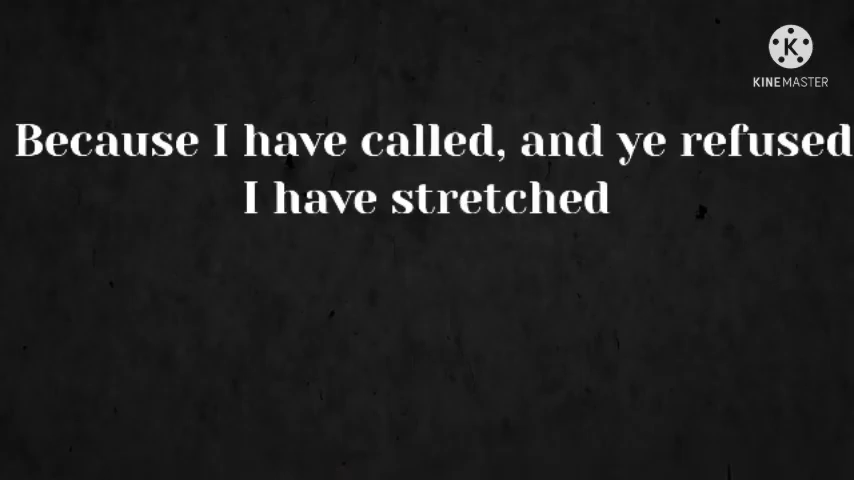 K
KINEMASTER
Because I have called, and ye refused
I have stretched